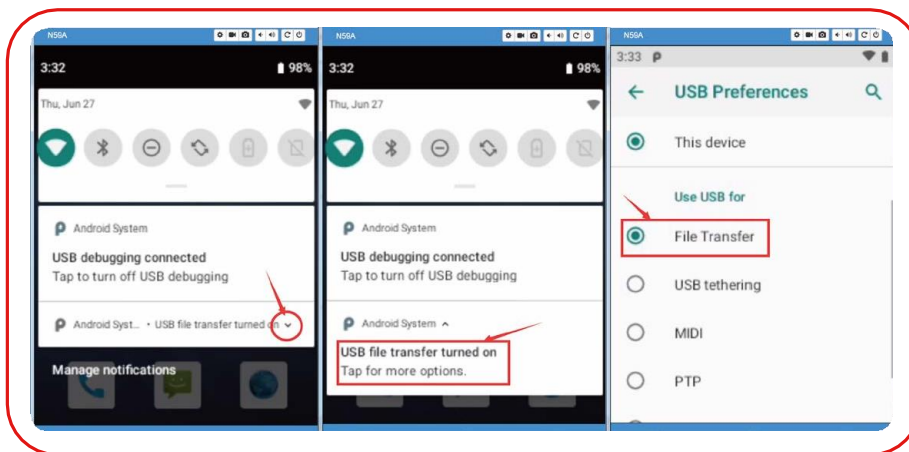 N59A
3:32
98%
Thu, Jun 27
Android System
USB debugging connected
Tap to turn off USB debugging
Android Syst... • USB file transfer turned on
Manage notifications
N59A
3:32
98%
Thu, Jun 27
Android System
USB debugging connected
Tap to turn off USB debugging
Android System
USB file transfer turned on
Tap for more options.
N59A
3:33
USB Preferences
This device
Use USB for
File Transfer
USB tethering
MIDI
PTP